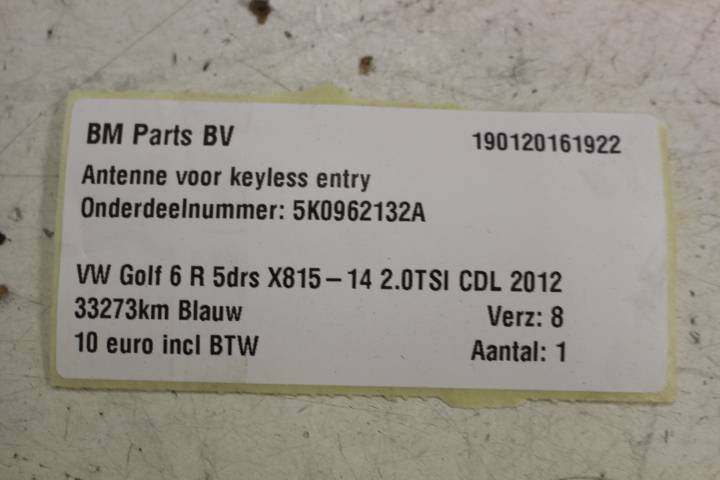 BM Parts BV 190120161922
Antenne voor keyless entry
Onderdeelnummer: 5K0962132A
VW Golf 6 R 5drs X815-14 2.0TSI CDL 2012
33273km Blauw Verz: 8
10 euro incl BTW Aantal: 1